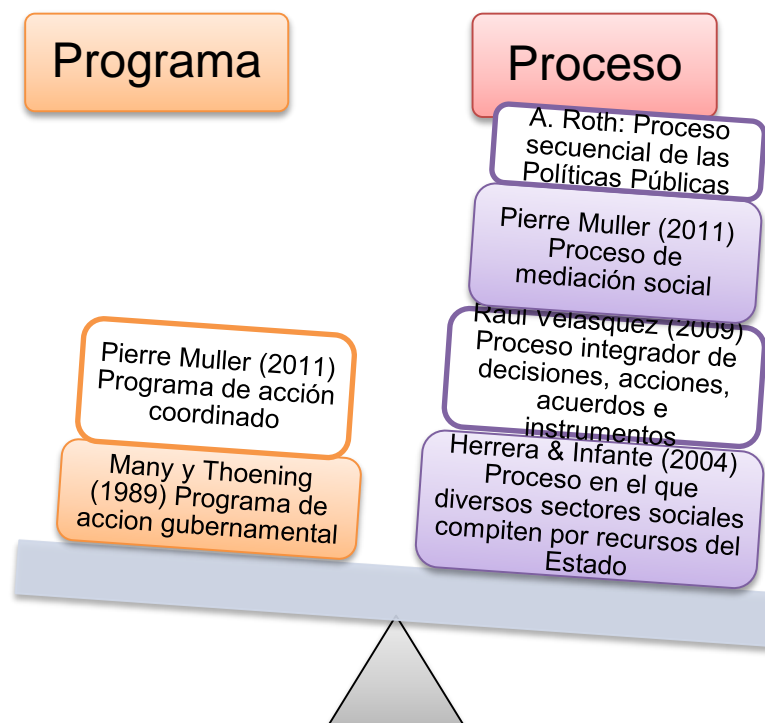 Programa
Proceso
A. Roth: Proceso
secuencial de las
Políticas Públicas
Pierre Muller (2011)
Proceso de
mediación social
Raúl Velásquez (2009)
Proceso integrador de
decisiones, acciones,
acuerdos e
instrumentos
Herrera & Infante (2004)
Proceso en el que
diversos sectores sociales
compiten por recursos del
Estado
Pierre Muller (2011)
Programa de acción
coordinado
Many y Thoening
(1989) Programa de
accion gubernamental